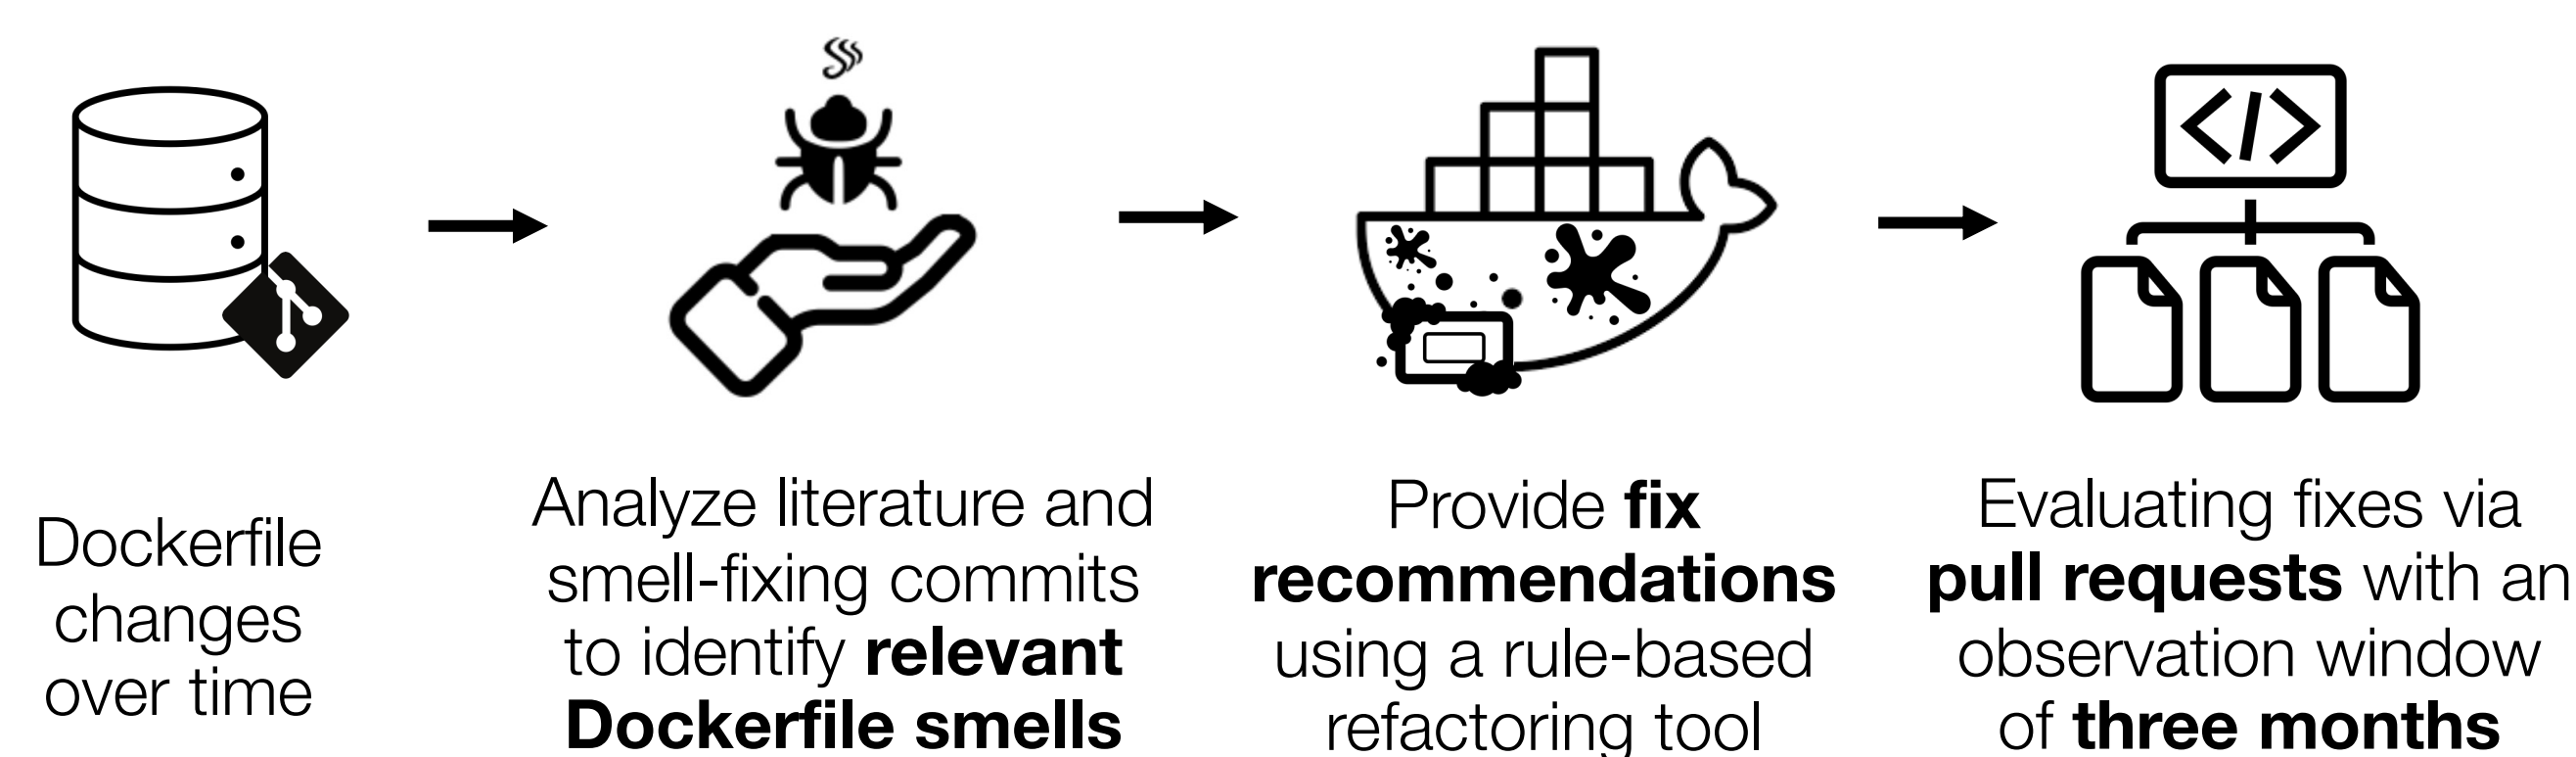 </>
Dockerfile
changes
over time
Analyze literature and
smell-fixing commits
to identify relevant
Dockerfile smells
Provide fix
recommendations
using a rule-based
refactoring tool
Evaluating fixes via
pull requests with an
observation window
of three months